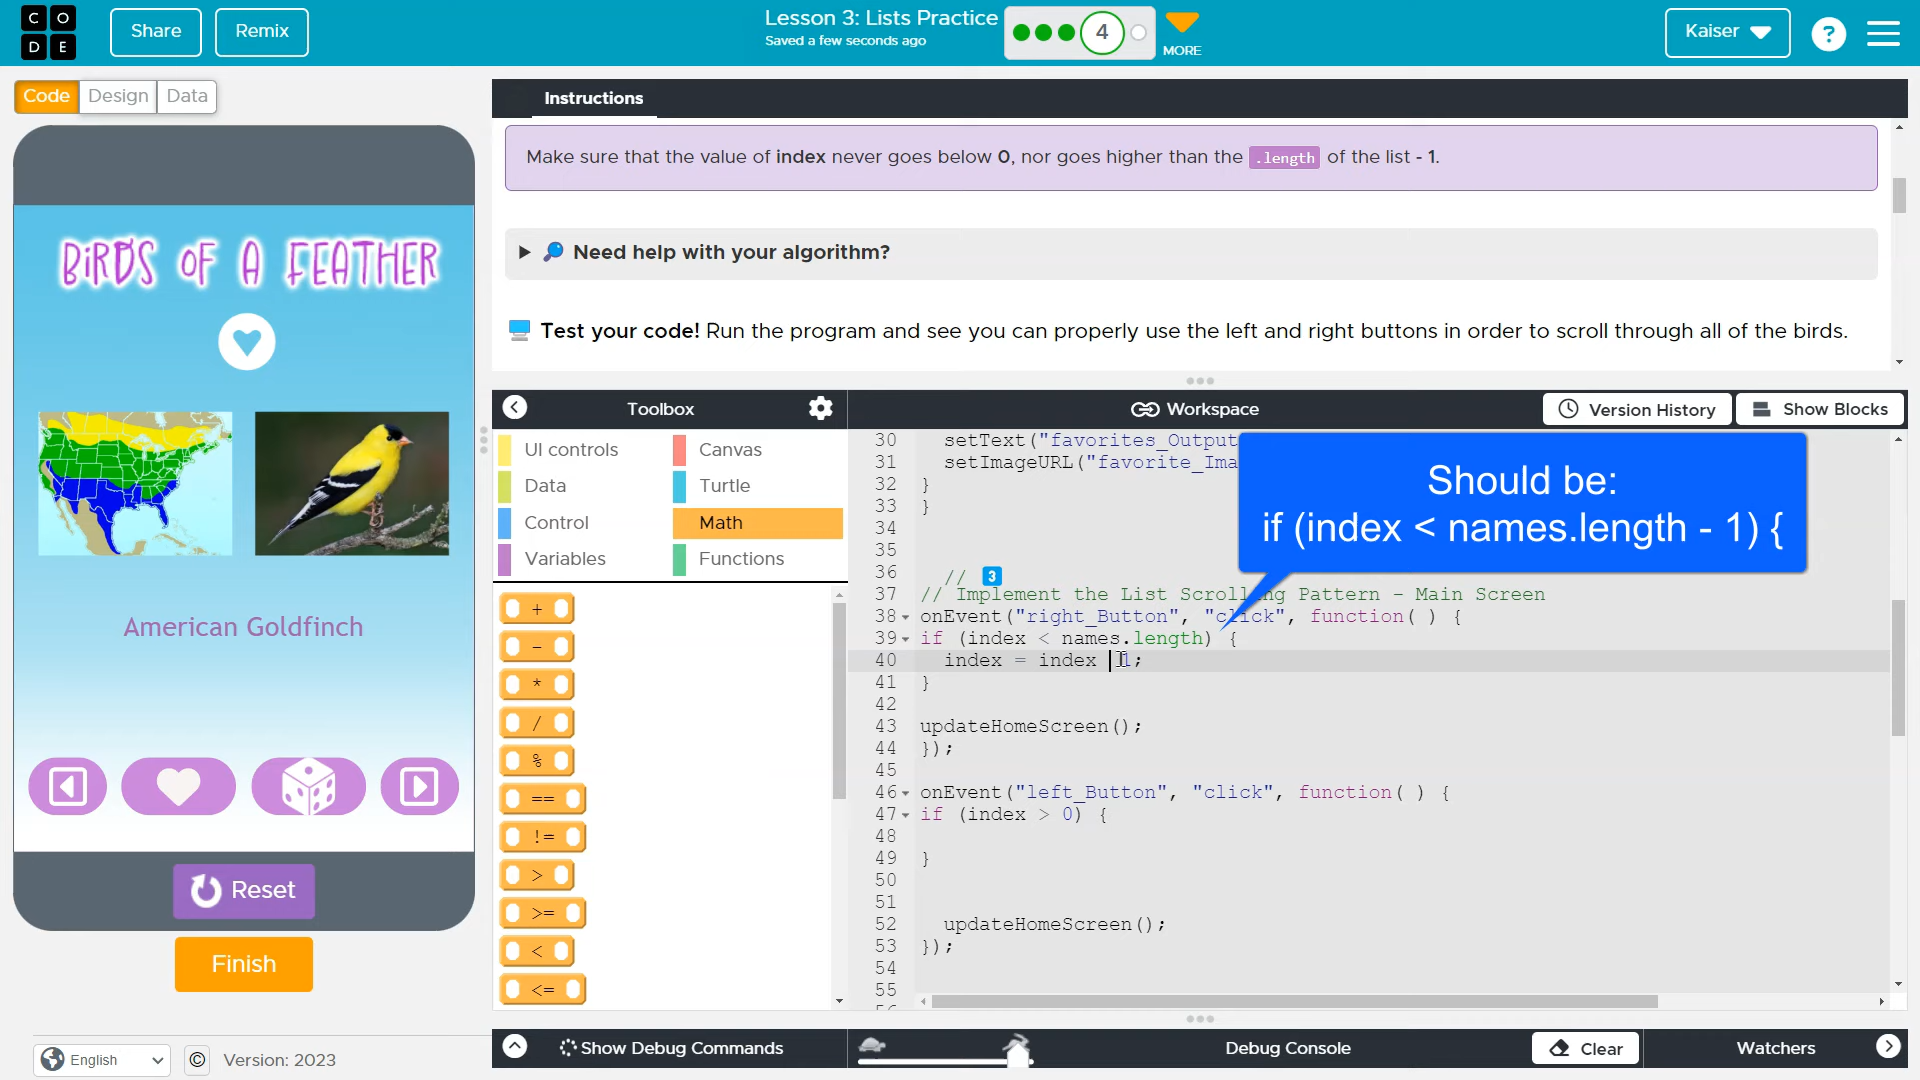 C O
D E
Share
Remix
Lesson 3: Lists Practice
Saved a few seconds ago
4
MORE
Kaiser
?
Code
Design
Data
Instructions
Make sure that the value of index never goes below 0, nor goes higher than the .length of the list - 1.
Need help with your algorithm?
Test your code! Run the program and see you can properly use the left and right buttons in order to scroll through all of the birds.
BIRDS OF A FEATHER
American Goldfinch
Reset
Finish
English
©
Version: 2023
Toolbox
Workspace
Version History
Show Blocks
UI controls
Canvas
Data
Turtle
Control
Math
Variables
Functions
+
-
*
/
%
==
!=
>
>=
<
<=
30 setText("favorites_Output
31 setImageURL("favorite_Ima
32 }
33 }
34
35
36 // 3
37 // Implement the List Scrolling Pattern - Main Screen
38 onEvent("right_Button", "click", function( ) {
39 if (index < names.length) {
40 index = index 1;
41 }
42
43 updateHomeScreen();
44 });
45
46 onEvent("left_Button", "click", function( ) {
47 if (index > 0) {
48
49 }
50
51
52 updateHomeScreen();
53 });
54
55
Should be:
if (index < names.length - 1) {
Show Debug Commands
Debug Console
Clear
Watchers